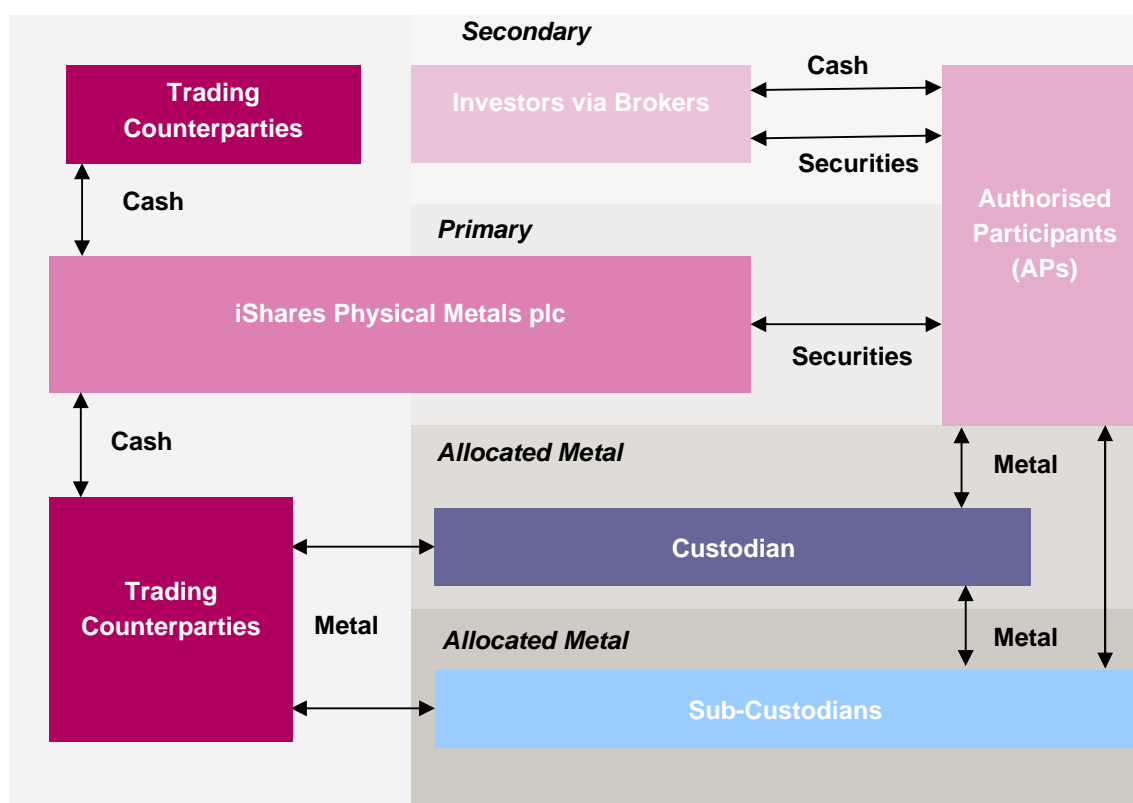 Secondary
Trading
Counterparties
Investors via Brokers
Cash
Securities
Authorised
Participants
(APs)
Cash
Primary
iShares Physical Metals plc
Securities
Cash
Allocated Metal
Metal
Custodian
Trading
Counterparties
Metal
Allocated Metal
Metal
Sub-Custodians